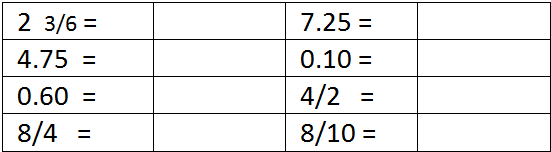 2 3/6 = 7.25 =
4.75 = 0.10 =
0.60 = 4/2 =
8/4 = 8/10 =